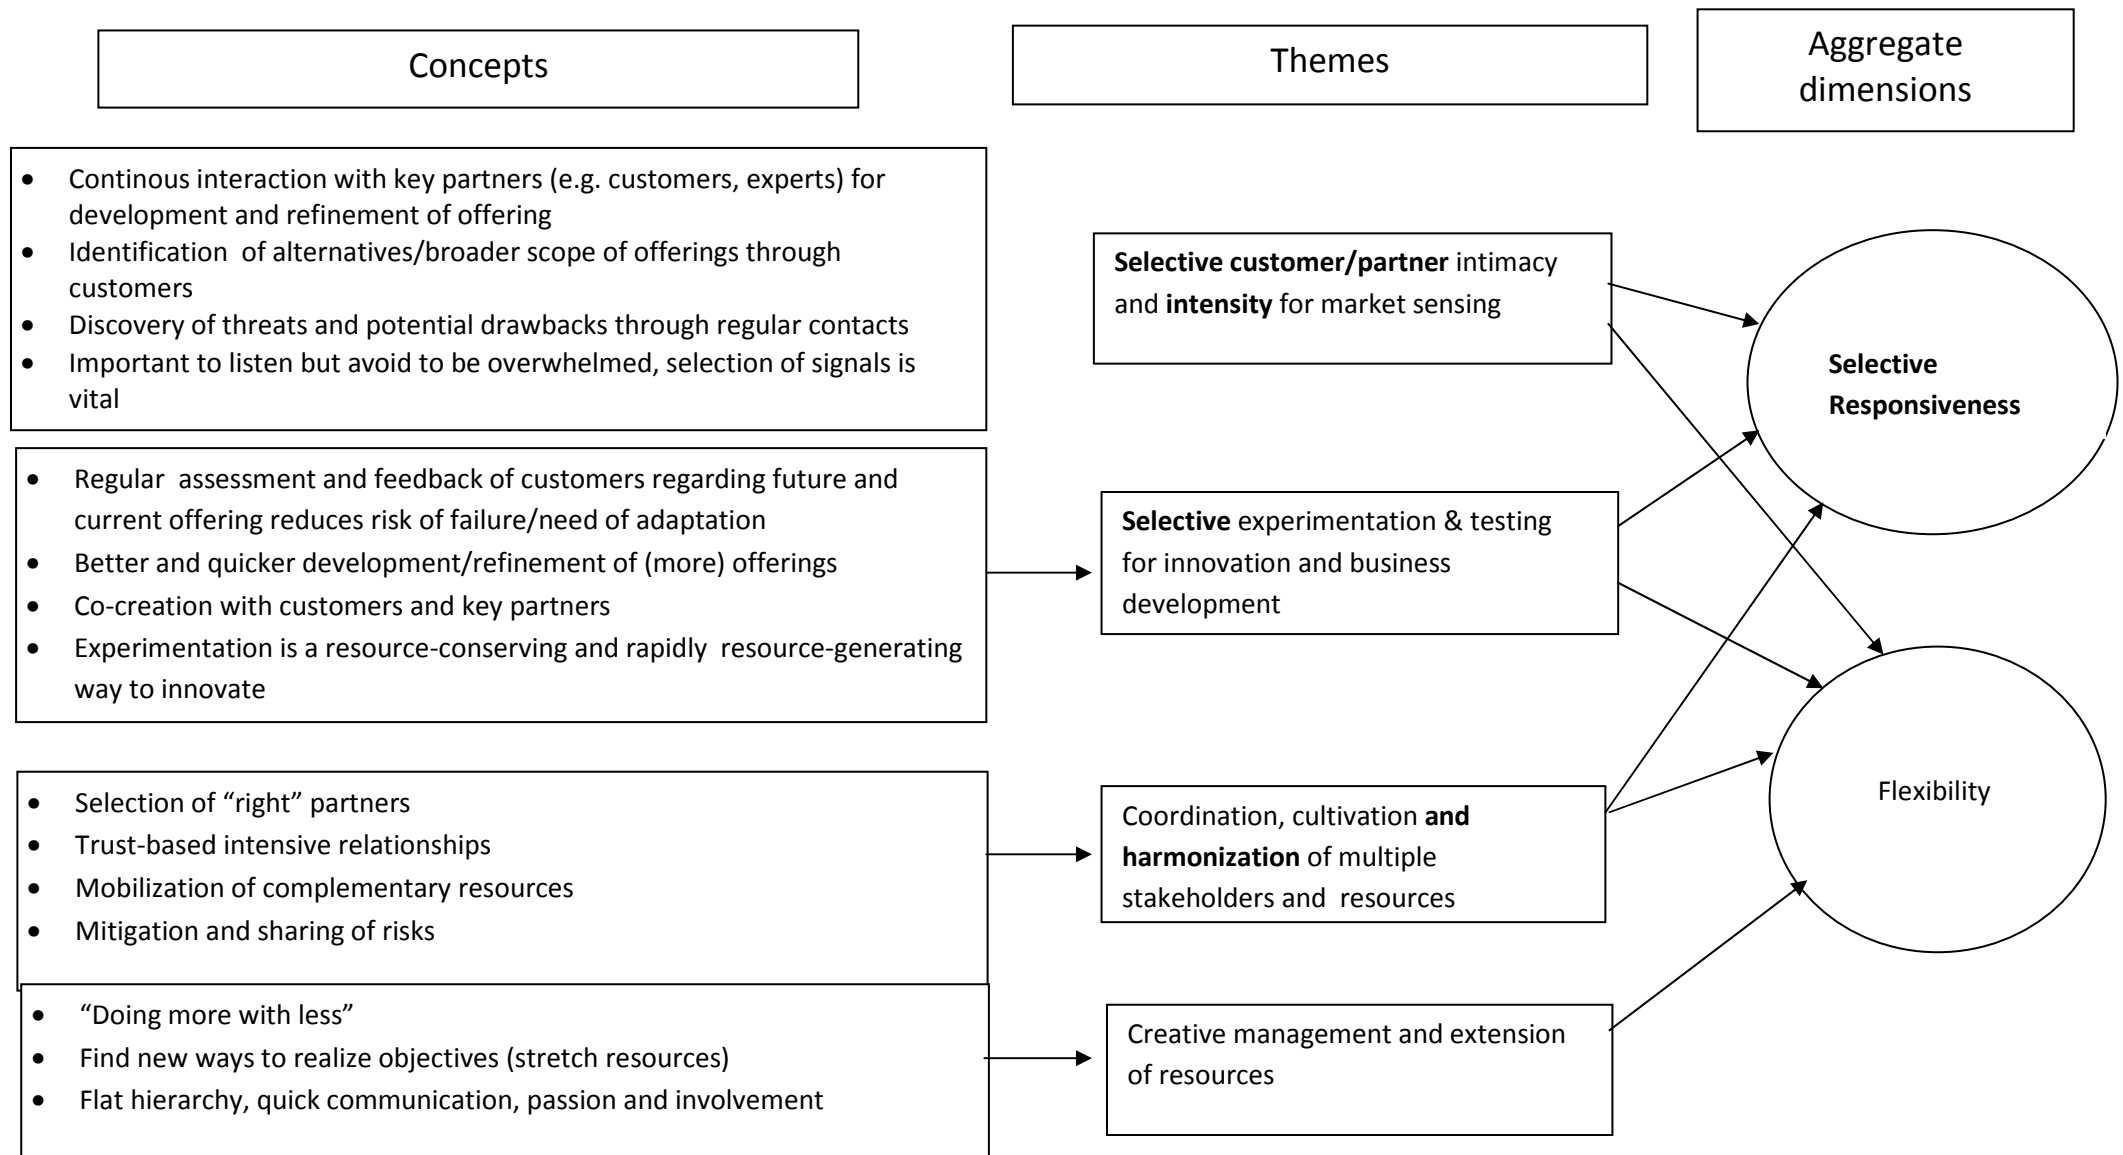 Concepts
Themes
Aggregate
dimensions
• Continous interaction with key partners (e.g. customers, experts) for
development and refinement of offering
• Identification of alternatives/broader scope of offerings through
customers
• Discovery of threats and potential drawbacks through regular contacts
• Important to listen but avoid to be overwhelmed, selection of signals is
vital
Selective customer/partner intimacy
and intensity for market sensing
Selective
Responsiveness
• Regular assessment and feedback of customers regarding future and
current offering reduces risk of failure/need of adaptation
• Better and quicker development/refinement of (more) offerings
• Co-creation with customers and key partners
• Experimentation is a resource-conserving and rapidly resource-generating
way to innovate
Selective experimentation & testing
for innovation and business
development
• Selection of “right” partners
• Trust-based intensive relationships
• Mobilization of complementary resources
• Mitigation and sharing of risks
Coordination, cultivation and
harmonization of multiple
stakeholders and resources
Flexibility
• “Doing more with less”
• Find new ways to realize objectives (stretch resources)
• Flat hierarchy, quick communication, passion and involvement
Creative management and extension
of resources